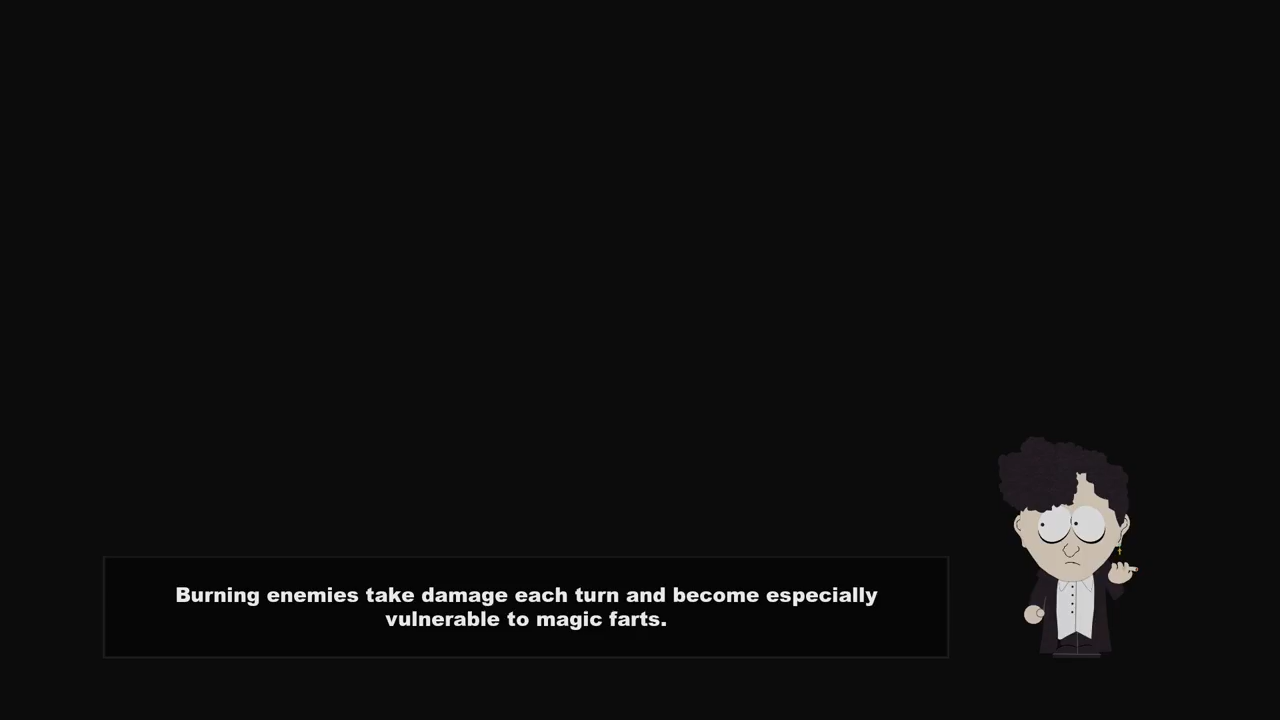 Burning enemies take damage each turn and become especially
vulnerable to magic farts.